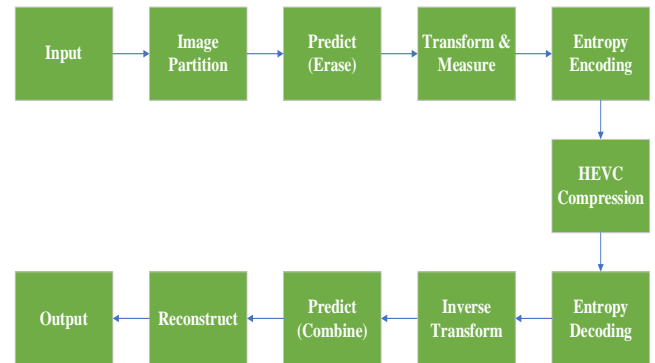 Input
Image
Partition
Predict
(Erase)
Transform &
Measure
Entropy
Encoding
HEVC
Compression
Output
Reconstruct
Predict
(Combine)
Inverse
Transform
Entropy
Decoding